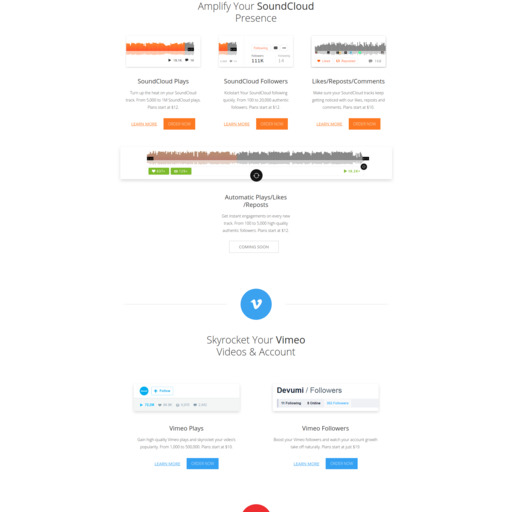 Amplify Your SoundCloud
Presence
Following
Followers
111K
SoundCloud Plays
SoundCloud Followers
Likes/Reposts/Comments
Turn up the heat on your SoundCloud
track. From 5,000 to 1M SoundCloud plays.
Plans start at $12.
Kickstart Your SoundCloud following
quickly. From 100 to 20,000 authentic
followers. Plans start at $12.
Make sure your SoundCloud tracks keep
getting noticed with our likes, reposts and
comments. Plans start at $10.
LEARN MORE
ORDER NOW
LEARN MORE
ORDER NOW
LEARN MORE
ORDER NOW
Automatic Plays/Likes
/Reposts
Get instant engagements on every new
track. From 100 to 5,000 high quality
authentic followers. Plans start at $12.
COMING SOON
Skyrocket Your Vimeo
Videos & Account
Follow
Devumi / Followers
Following
Online
Followers
Vimeo Plays
Vimeo Followers
Gain high quality Vimeo plays and skyrocket your video's
popularity. From 1,000 to 500,000. Plans start at $10.
Boost your Vimeo followers and watch your account growth
take off naturally. Plans start at just $19.
LEARN MORE
ORDER NOW
LEARN MORE
ORDER NOW